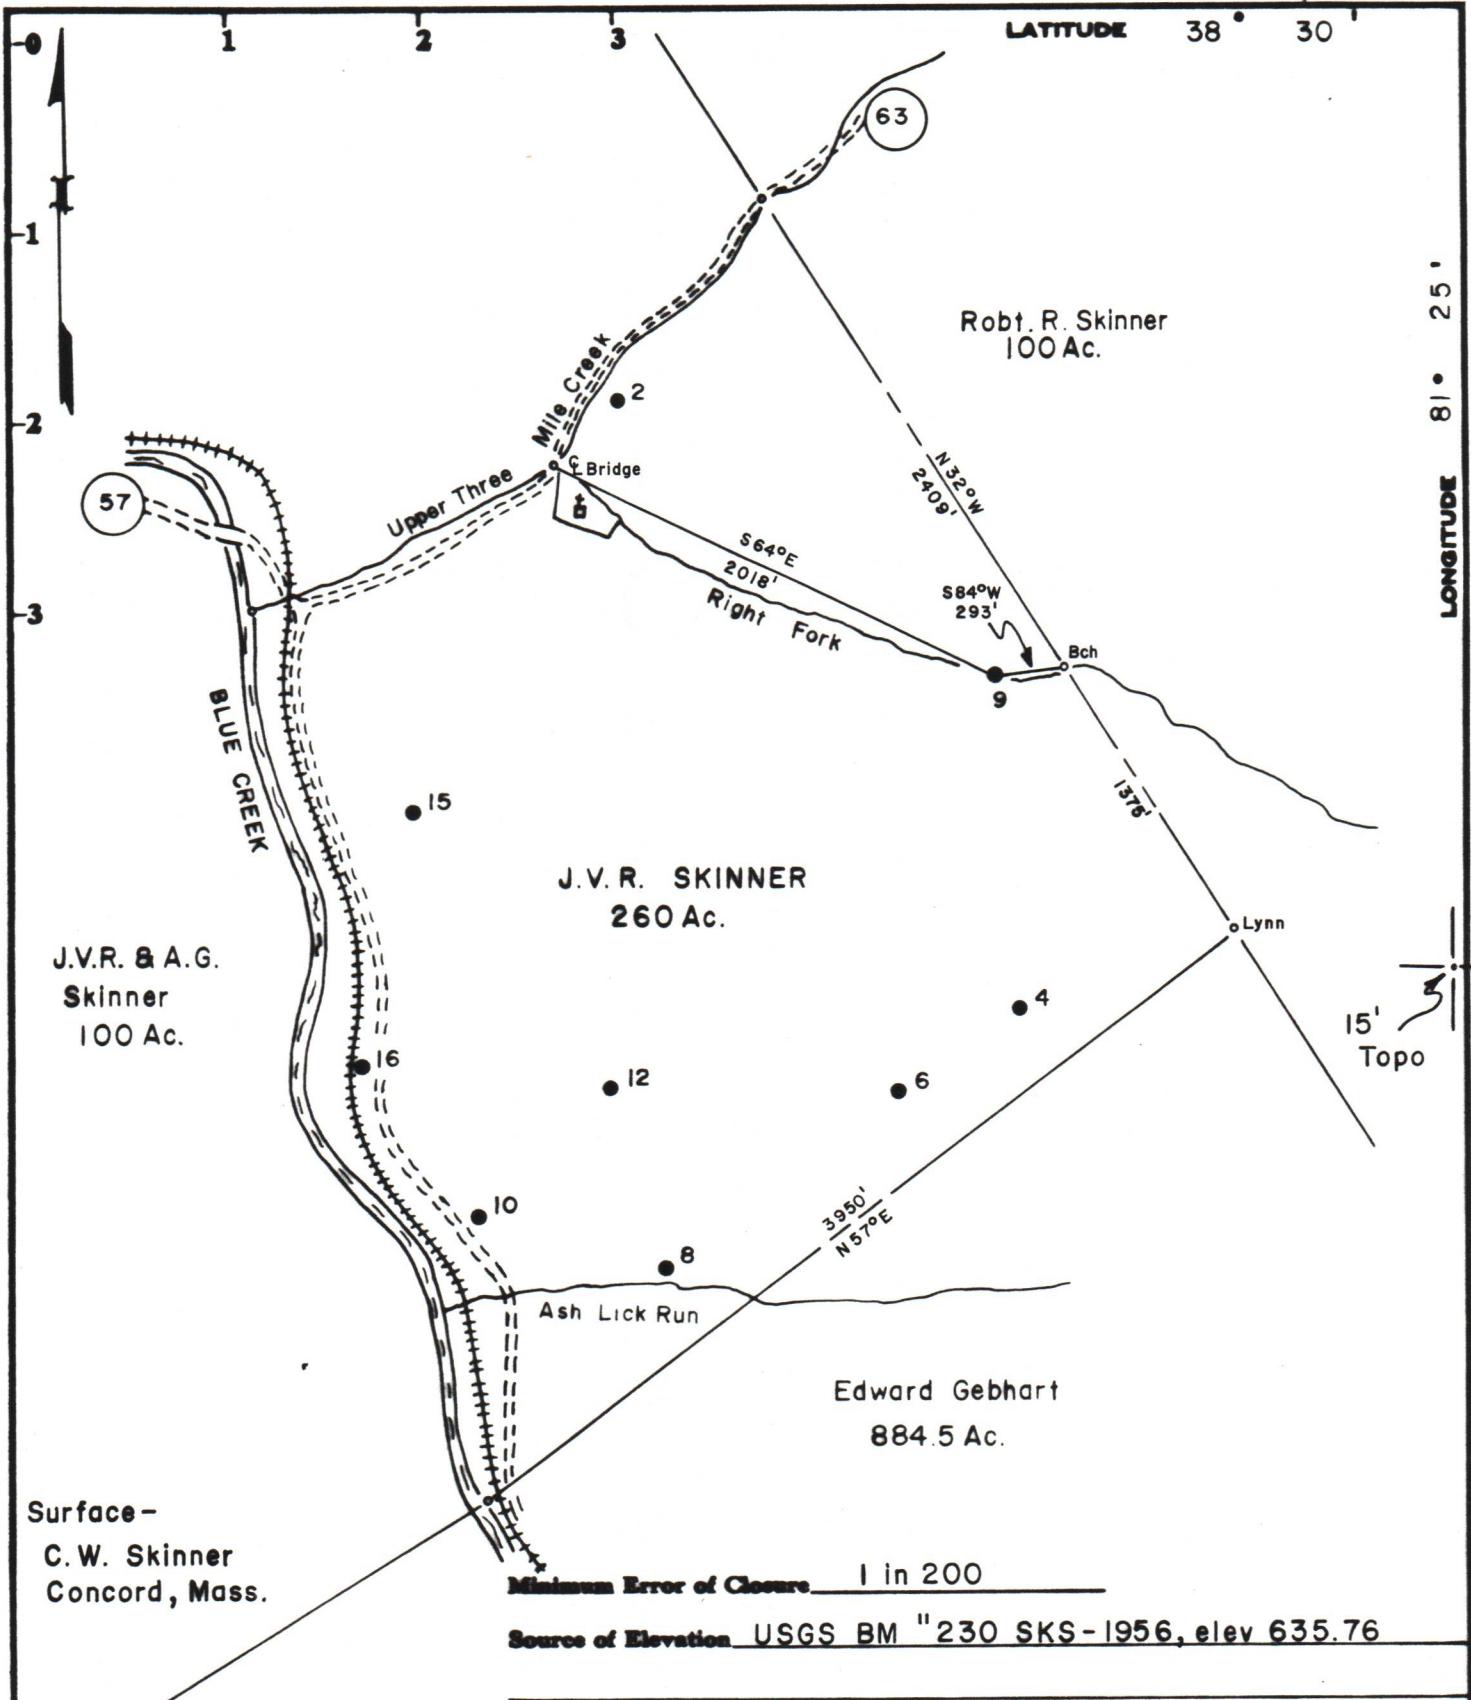 LATITUDE 38 • 30 '
0
1
2
3
1
2
3
63
57
LONGITUDE 81 • 25 '
Robt. R. Skinner
100 Ac.
2
Mile Creek
Upper Three
℄ Bridge
N 32° W
2409'
S 64° E
2018'
Right Fork
S 84° W
293'
Bch
9
1375'
BLUE CREEK
15
J.V.R. SKINNER
260 Ac.
Lynn
J.V.R. & A.G.
Skinner
100 Ac.
4
15'
Topo
16
12
6
10
3950'
N 57° E
8
Ash Lick Run
Edward Gebhart
884.5 Ac.
Surface-
C. W. Skinner
Concord, Mass.
Minimum Error of Closure 1 in 200
Source of Elevation USGS BM "230 SKS-1956, elev 635.76